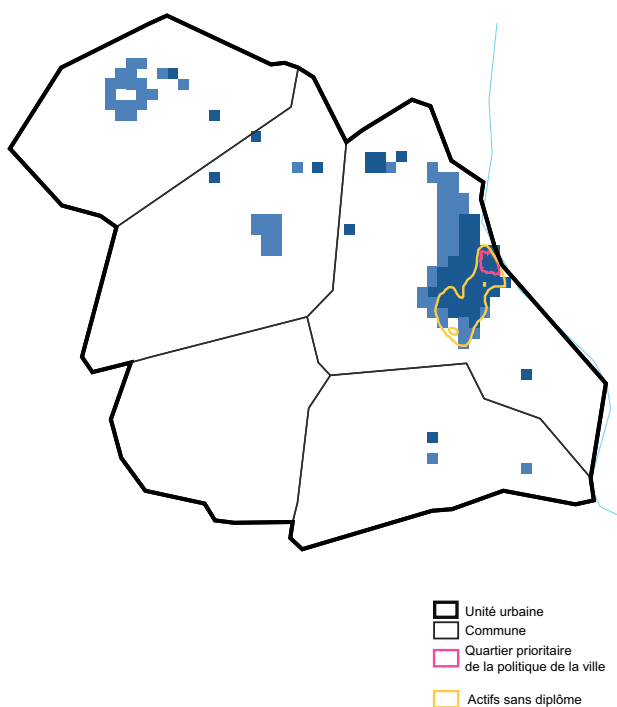 Unité urbaine
Commune
Quartier prioritaire
de la politique de la ville
Actifs sans diplôme